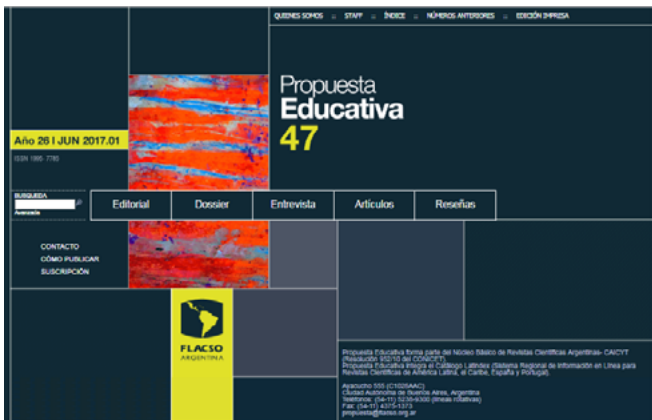 QUIENES SOMOS :: STAFF :: ÍNDICE :: NÚMEROS ANTERIORES :: EDICIÓN IMPRESA
Propuesta
Educativa
47
Año 26 I JUN 2017.01
ISSN 1995- 7785
BUSQUEDA
Avanzada
Editorial
Dossier
Entrevista
Artículos
Reseñas
CONTACTO
CÓMO PUBLICAR
SUSCRIPCIÓN
FLACSO
ARGENTINA
Propuesta Educativa forma parte del Núcleo Básico de Revistas Científicas Argentinas- CAICYT
(Resolución 952/10 del CONICET).
Propuesta Educativa integra el Catálogo Latindex (Sistema Regional de Información en Línea para
Revistas Científicas de América Latina, el Caribe, España y Portugal).
Ayacucho 555 (C1026AAC)
Ciudad Autónoma de Buenos Aires, Argentina
Teléfonos: (54-11) 5238-9300 (líneas rotativas)
Fax: (54-11) 4375-1373
propuesta@flacso.org.ar